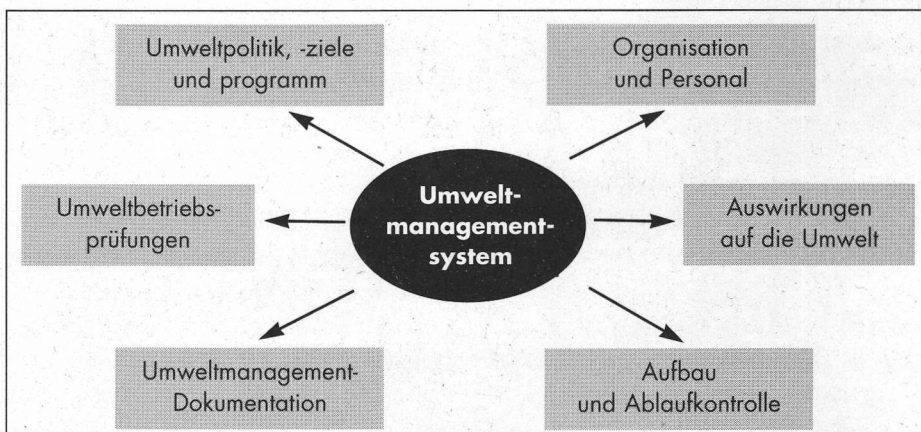 Umweltpolitik, -ziele
und programm
Organisation
und Personal
Umweltbetriebs-
prüfungen
Umwelt-
management-
system
Auswirkungen
auf die Umwelt
Umweltmanagement-
Dokumentation
Aufbau
und Ablaufkontrolle